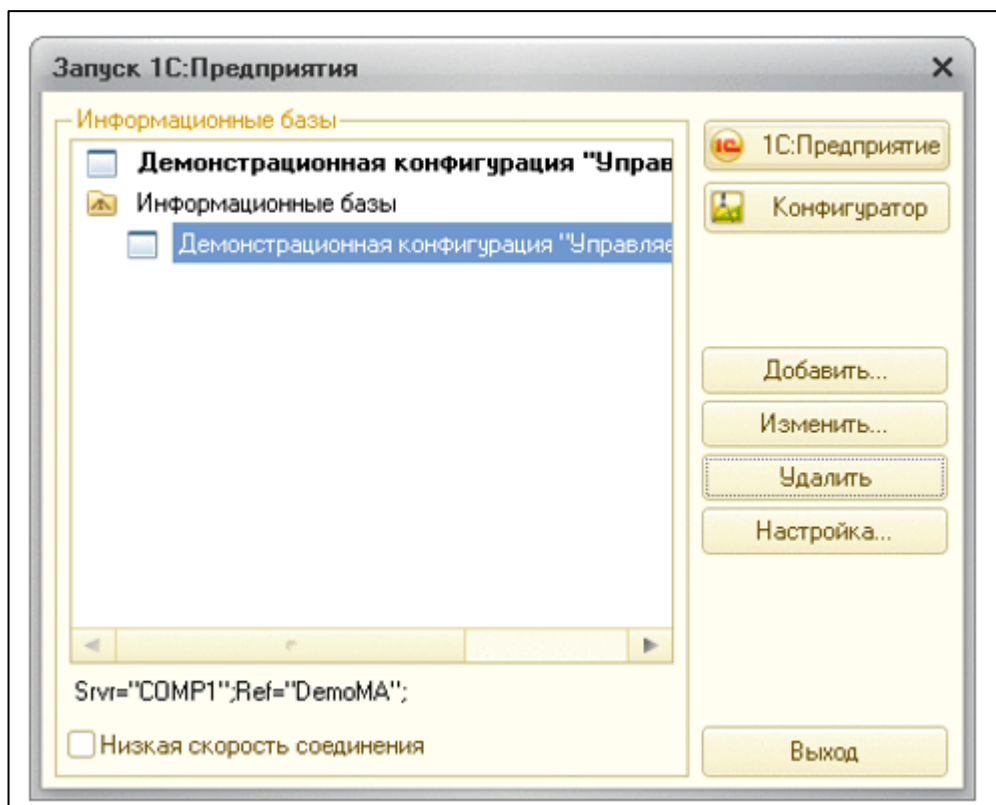 Запуск 1С:Предприятия
Информационные базы
Демонстрационная конфигурация "Управ
Информационные базы
Демонстрационная конфигурация "Управляе
Srvr="COMP1";Ref="DemoMA";
Низкая скорость соединения
1С:Предприятие
Конфигуратор
Добавить...
Изменить...
Удалить
Настройка...
Выход